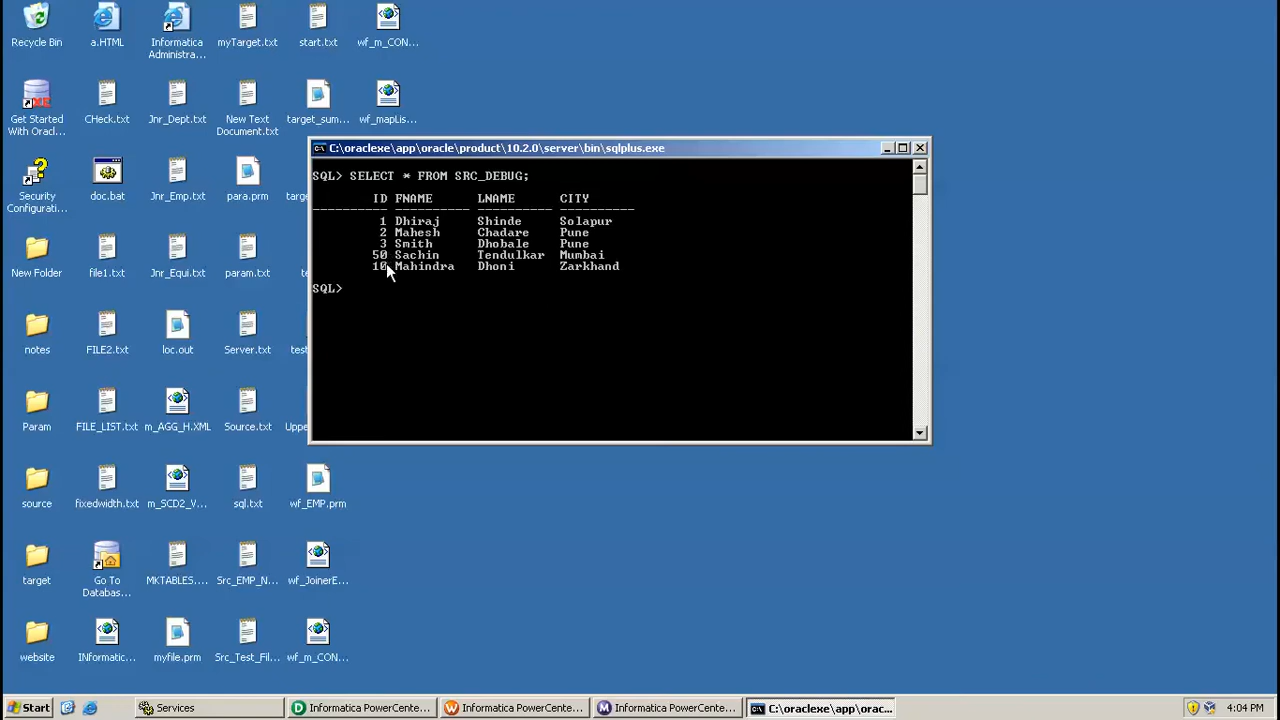 Recycle Bin
a.HTML
Informatica
Administra...
myTarget.txt
start.txt
wf_m_CON...
Get Started
With Oracl...
CHeck.txt
Jnr_Dept.txt
New Text
Document.txt
target_sum...
wf_mapLis...
C:\oraclexe\app\oracle\product\10.2.0\server\bin\sqlplus.exe
SQL> SELECT * FROM SRC_DEBUG;
ID FNAME LNAME CITY
---------- ---------- ---------- ----------
1 Dhiraj Shinde Solapur
2 Mahesh Chadare Pune
3 Smith Dhobale Pune
50 Sachin Tendulkar Mumbai
10 Mahindra Dhoni Zarkhand
SQL>
Security
Configurati...
doc.bat
Jnr_Emp.txt
para.prm
New Folder
file1.txt
Jnr_Equi.txt
param.txt
notes
FILE2.txt
loc.out
Server.txt
Param
FILE_LIST.txt
m_AGG_H.XML
Source.txt
source
fixedwidth.txt
m_SCD2_V...
sql.txt
wf_EMP.prm
target
Go To
Databas...
MKTABLES....
Src_EMP_N...
wf_JoinerE...
website
INformatic...
myfile.prm
Src_Test_Fil...
wf_m_CON...
Start
Services
Informatica PowerCente...
Informatica PowerCente...
Informatica PowerCente...
C:\oraclexe\app\orac...
4:04 PM